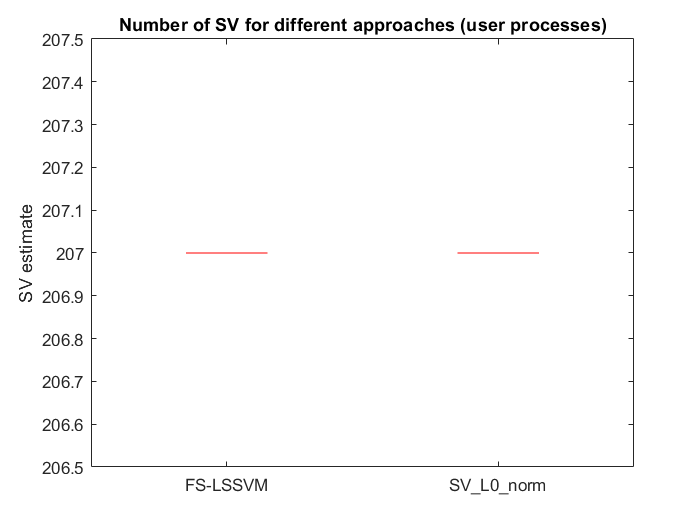 Number of SV for different approaches (user processes)
207.5
207.4
207.3
207.2
207.1
207
206.9
206.8
206.7
206.6
206.5
SV estimate
FS-LSSVM
SV_L0_norm